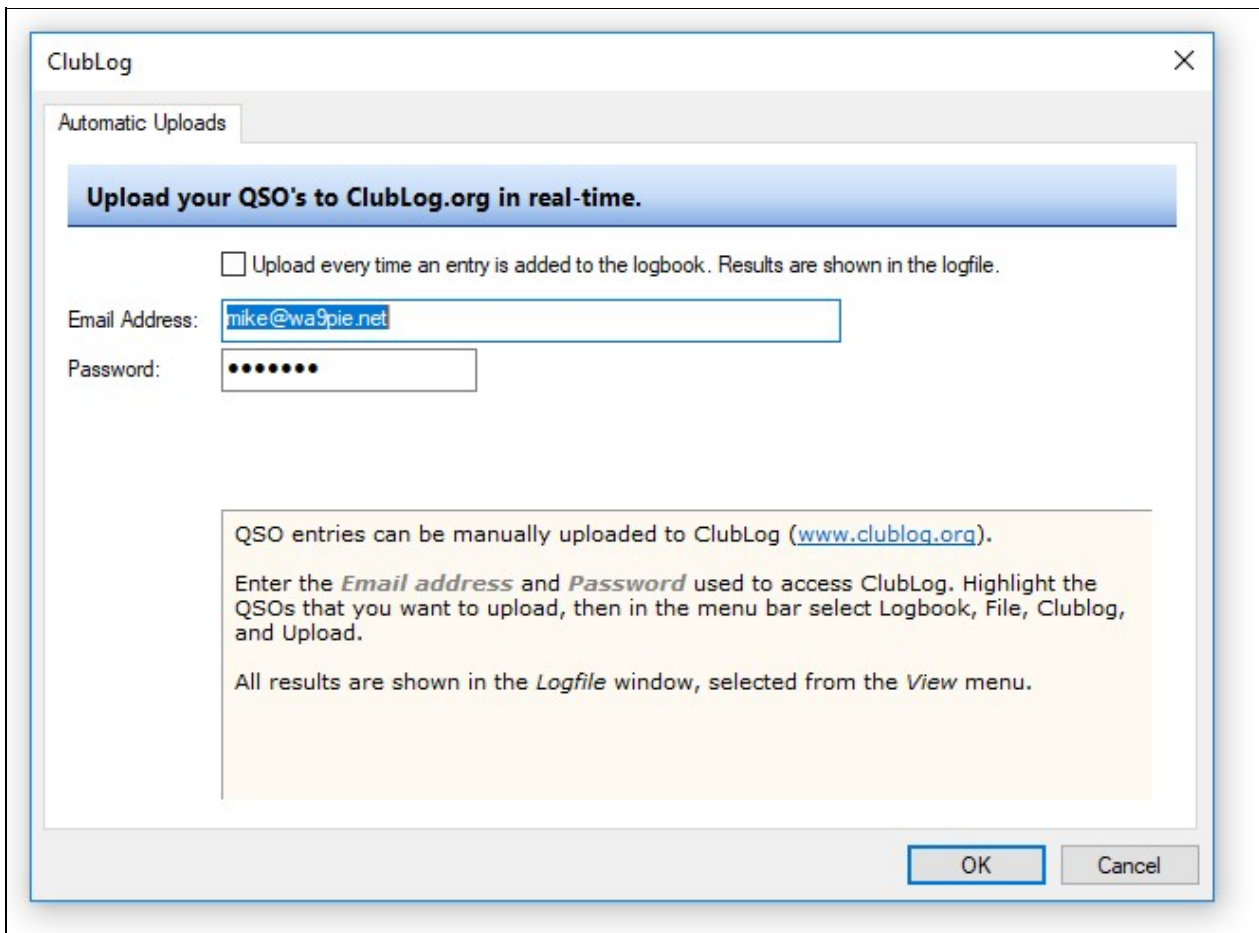 ClubLog
Automatic Uploads
Upload your QSO's to ClubLog.org in real-time.
Upload every time an entry is added to the logbook. Results are shown in the logfile.
Email Address: mike@wa9pie.net
Password: •••••••
QSO entries can be manually uploaded to ClubLog (www.clublog.org).
Enter the Email address and Password used to access ClubLog. Highlight the
QSOs that you want to upload, then in the menu bar select Logbook, File, Clublog,
and Upload.
All results are shown in the Logfile window, selected from the View menu.
OK Cancel